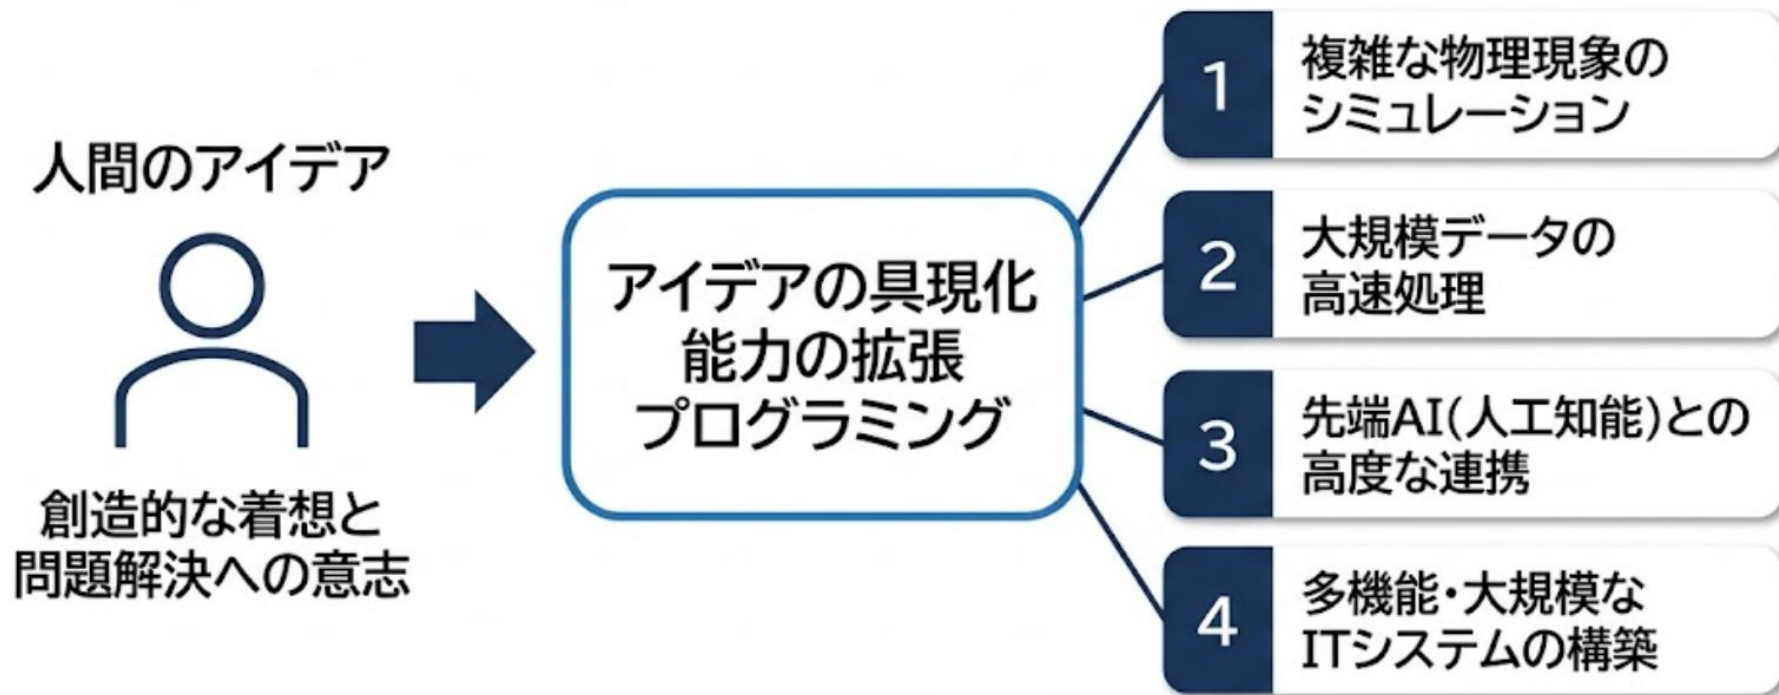 人間のアイデア
創造的な着想と
問題解決への意志
アイデアの具現化
能力の拡張
プログラミング
1
複雑な物理現象の
シミュレーション
2
大規模データの
高速処理
3
先端AI(人工知能)との
高度な連携
4
多機能・大規模な
ITシステムの構築